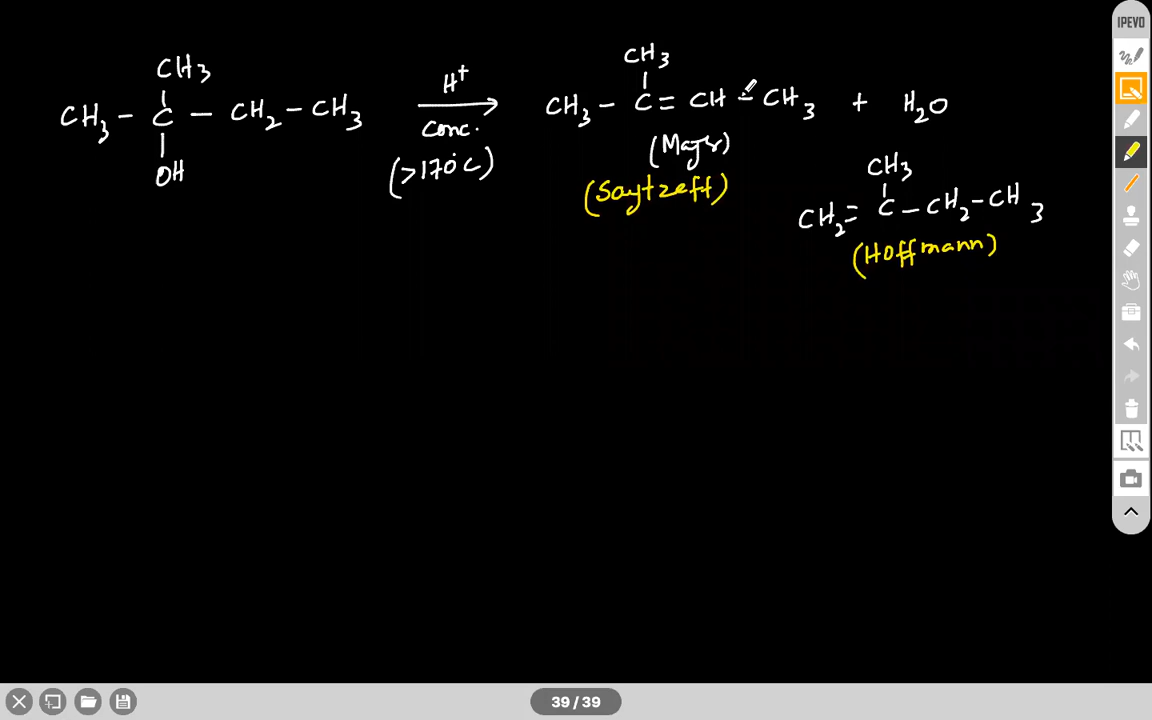 IPEVO
CH3
CH3 - C - CH2 - CH3
OH
H+
conc.
(>170°C)
CH3
CH3 - C = CH - CH3 + H2O
(Major)
(Saytzeff)
CH3
CH2 = C - CH2 - CH3
(Hoffmann)
39 / 39